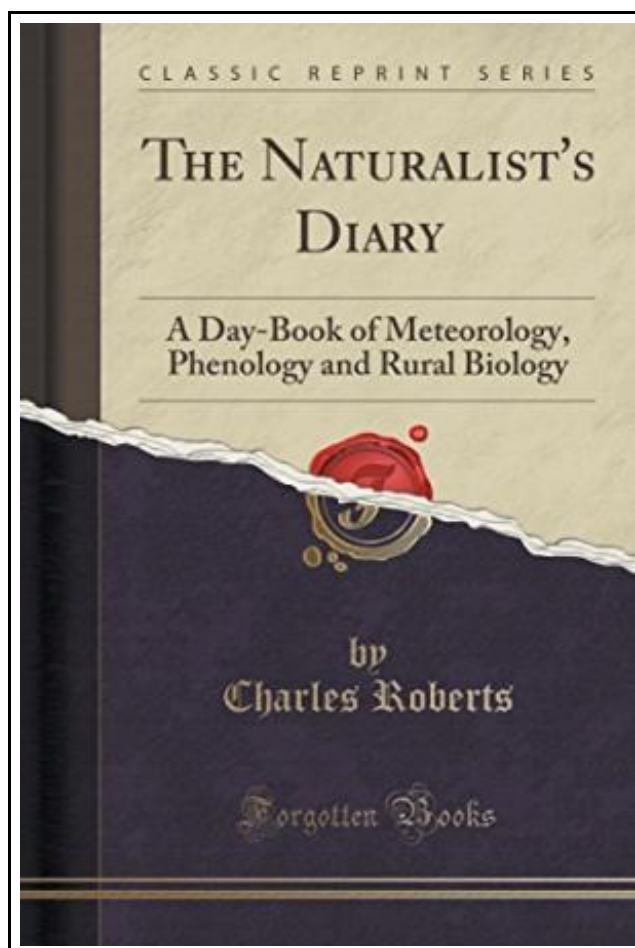 CLASSIC REPRINT SERIES
THE NATURALIST'S
DIARY
A Day-Book of Meteorology,
Phenology and Rural Biology
by
Charles Roberts
Forgotten Books